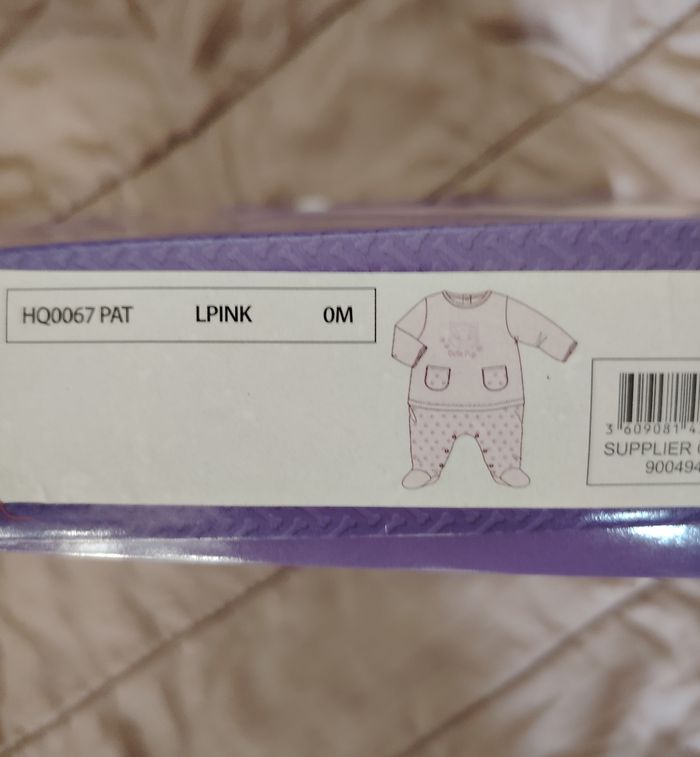 HQ0067 PAT LPINK 0M
3 609081 4
SUPPLIER
900494